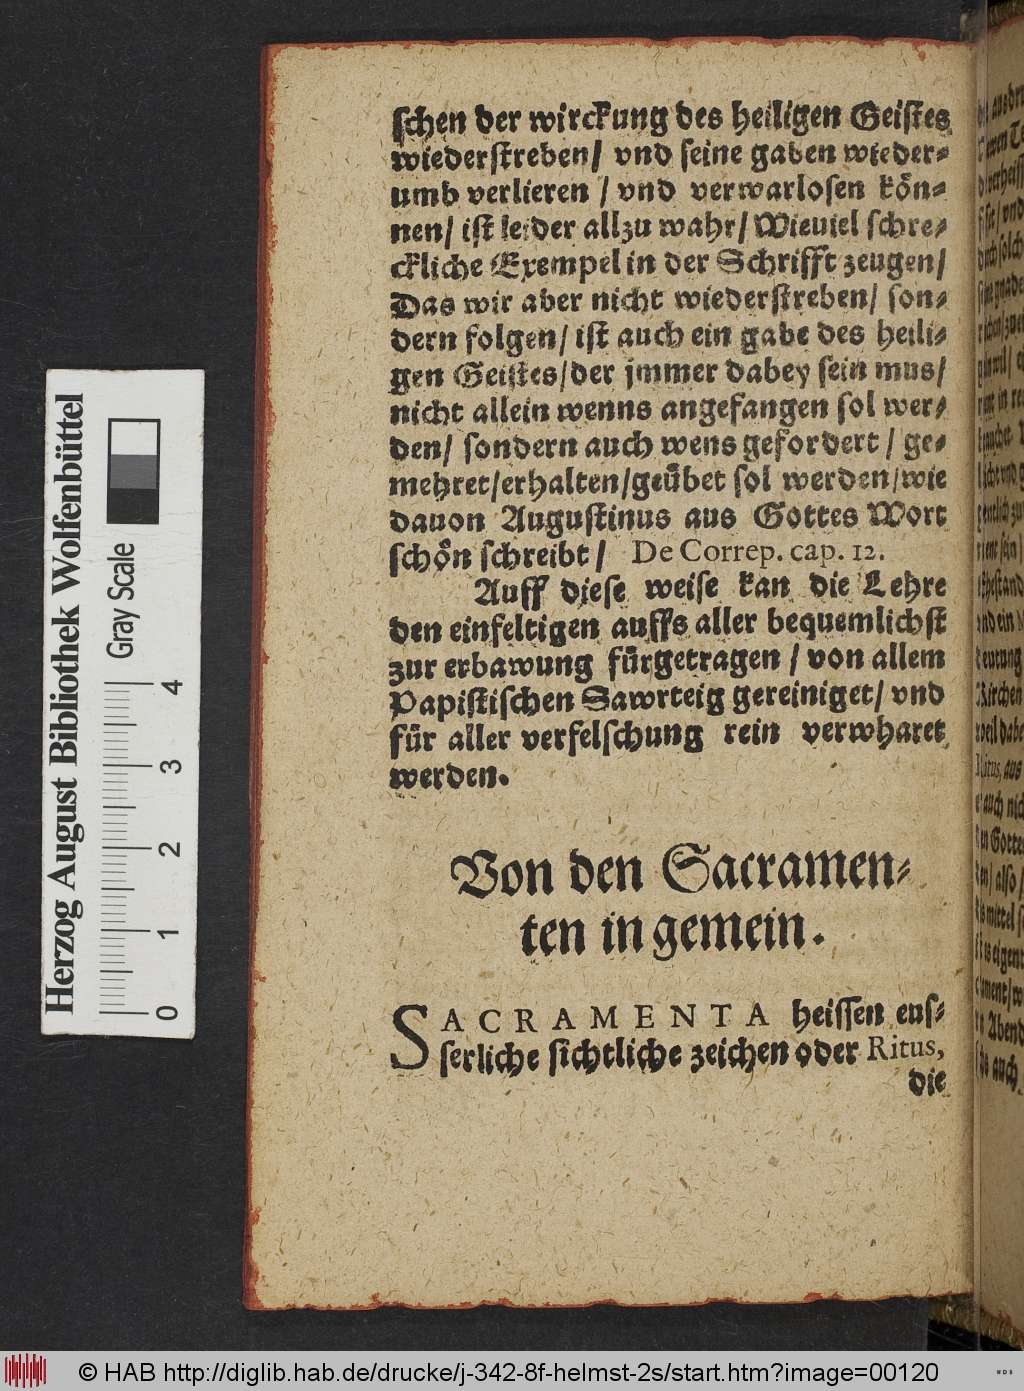 schen der wirckung des heiligen Geistes
wiederstreben/ vnd seine gaben wieder-
umb verlieren / vnd verwarlosen kön-
nen/ ist leider allzu wahr/ Wieuiel schre-
ckliche Exempel in der Schrifft zeugen/
Das wir aber nicht wiederstreben/ son-
dern folgen/ ist auch ein gabe des heili-
gen Geistes/der jmmer dabey sein mus/
nicht allein wenns angefangen sol wer-
den/ sondern auch wens gefordert / ge-
mehret/erhalten/geübet sol werden/wie
dauon Augustinus aus Gottes Wort
schön schreibt/ De Correp. cap. 12.
Auff diese weise kan die Lehre
den einfeltigen auffs aller bequemlichst
zur erbawung fürgetragen / von allem
Papistischen Sawrteig gereiniget/ vnd
für aller verfelschung rein verwharet
werden.
Von den Sacramen-
ten in gemein.
SACRAMENTA heissen eus-
serliche sichtliche zeichen oder Ritus,
die
Herzog August Bibliothek Wolfenbüttel
Gray Scale
0 1 2 3 4
© HAB http://diglib.hab.de/drucke/j-342-8f-helmst-2s/start.htm?image=00120